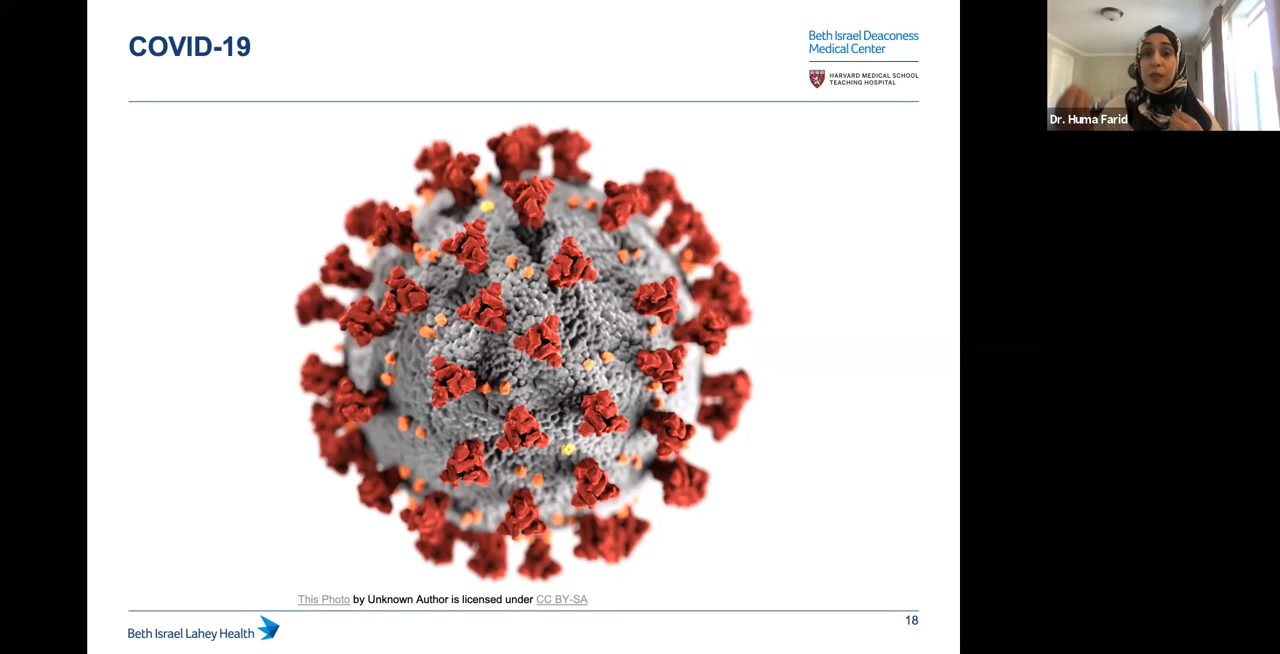 COVID-19
Beth Israel Deaconess
Medical Center
HARVARD MEDICAL SCHOOL
TEACHING HOSPITAL
Dr. Huma Farid
This Photo by Unknown Author is licensed under CC BY-SA
18
Beth Israel Lahey Health